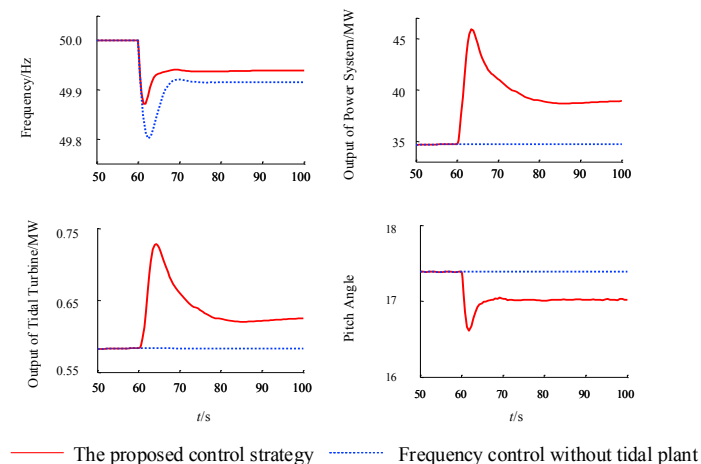 Frequency/Hz
50.0
49.9
49.8
50 60 70 80 90 100
Output of Power System/MW
45
40
35
50 60 70 80 90 100
Output of Tidal Turbine/MW
0.75
0.65
0.55
50 60 70 80 90 100
t/s
Pitch Angle
18
17
16
50 60 70 80 90 100
t/s
The proposed control strategy
Frequency control without tidal plant